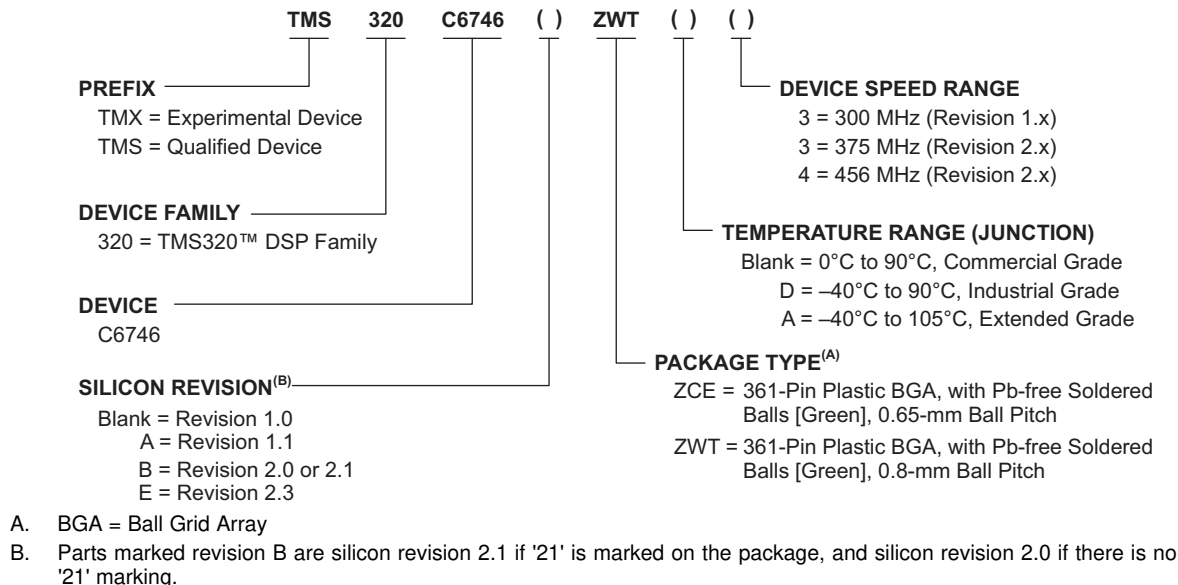 TMS 320 C6746 ( ) ZWT ( ) ( )
PREFIX
TMX = Experimental Device
TMS = Qualified Device
DEVICE FAMILY
320 = TMS320™ DSP Family
DEVICE
C6746
SILICON REVISION(B)
Blank = Revision 1.0
A = Revision 1.1
B = Revision 2.0 or 2.1
E = Revision 2.3
DEVICE SPEED RANGE
3 = 300 MHz (Revision 1.x)
3 = 375 MHz (Revision 2.x)
4 = 456 MHz (Revision 2.x)
TEMPERATURE RANGE (JUNCTION)
Blank = 0°C to 90°C, Commercial Grade
D = –40°C to 90°C, Industrial Grade
A = –40°C to 105°C, Extended Grade
PACKAGE TYPE(A)
ZCE = 361-Pin Plastic BGA, with Pb-free Soldered
Balls [Green], 0.65-mm Ball Pitch
ZWT = 361-Pin Plastic BGA, with Pb-free Soldered
Balls [Green], 0.8-mm Ball Pitch
A. BGA = Ball Grid Array
B. Parts marked revision B are silicon revision 2.1 if '21' is marked on the package, and silicon revision 2.0 if there is no
'21' marking.